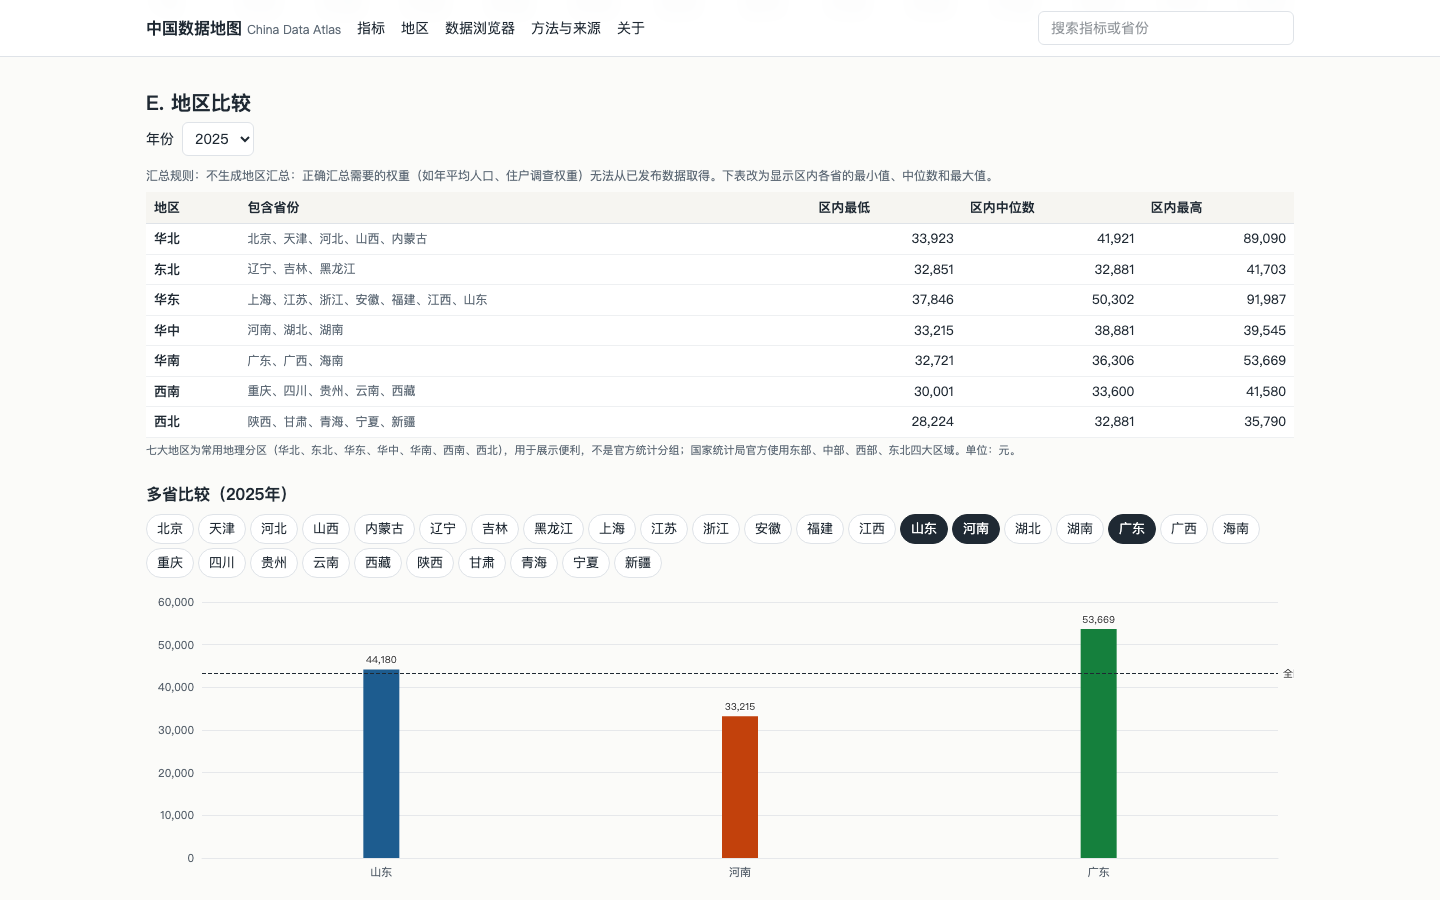 中国数据地图 China Data Atlas 指标 地区 数据浏览器 方法与来源 关于 搜索指标或省份
E. 地区比较
年份 2025
汇总规则：不生成地区汇总：正确汇总需要的权重（如年平均人口、住户调查权重）无法从已发布数据取得。下表改为显示区内各省的最小值、中位数和最大值。
地区 包含省份 区内最低 区内中位数 区内最高
华北 北京、天津、河北、山西、内蒙古 33,923 41,921 89,090
东北 辽宁、吉林、黑龙江 32,851 32,881 41,703
华东 上海、江苏、浙江、安徽、福建、江西、山东 37,846 50,302 91,987
华中 河南、湖北、湖南 33,215 38,881 39,545
华南 广东、广西、海南 32,721 36,306 53,669
西南 重庆、四川、贵州、云南、西藏 30,001 33,600 41,580
西北 陕西、甘肃、青海、宁夏、新疆 28,224 32,881 35,790
七大地区为常用地理分区（华北、东北、华东、华中、华南、西南、西北），用于展示便利，不是官方统计分组；国家统计局官方使用东部、中部、西部、东北四大区域。单位：元。
多省比较（2025年）
北京 天津 河北 山西 内蒙古 辽宁 吉林 黑龙江 上海 江苏 浙江 安徽 福建 江西 山东 河南 湖北 湖南 广东 广西 海南
重庆 四川 贵州 云南 西藏 陕西 甘肃 青海 宁夏 新疆
60,000
53,669
50,000
44,180
全
40,000
33,215
30,000
20,000
10,000
0
山东 河南 广东